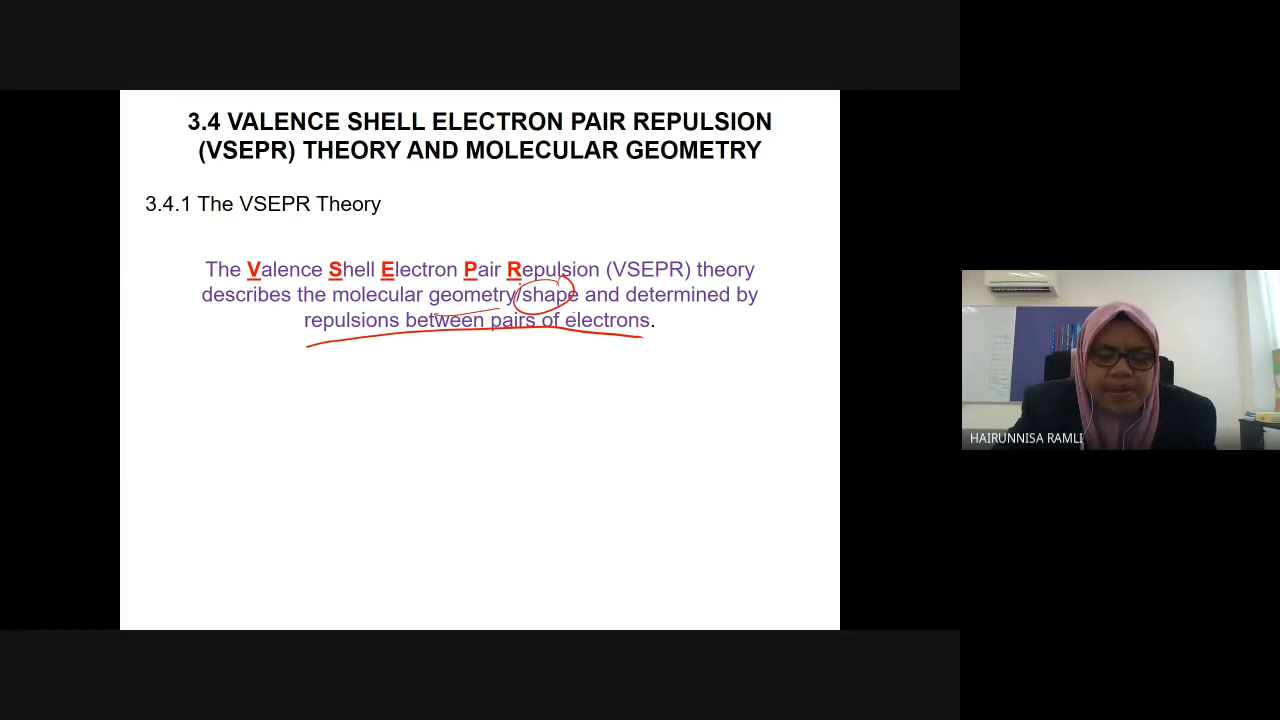 3.4 VALENCE SHELL ELECTRON PAIR REPULSION
(VSEPR) THEORY AND MOLECULAR GEOMETRY
3.4.1 The VSEPR Theory
The Valence Shell Electron Pair Repulsion (VSEPR) theory
describes the molecular geometry/shape and determined by
repulsions between pairs of electrons.
HAIRUNNISA RAMLI